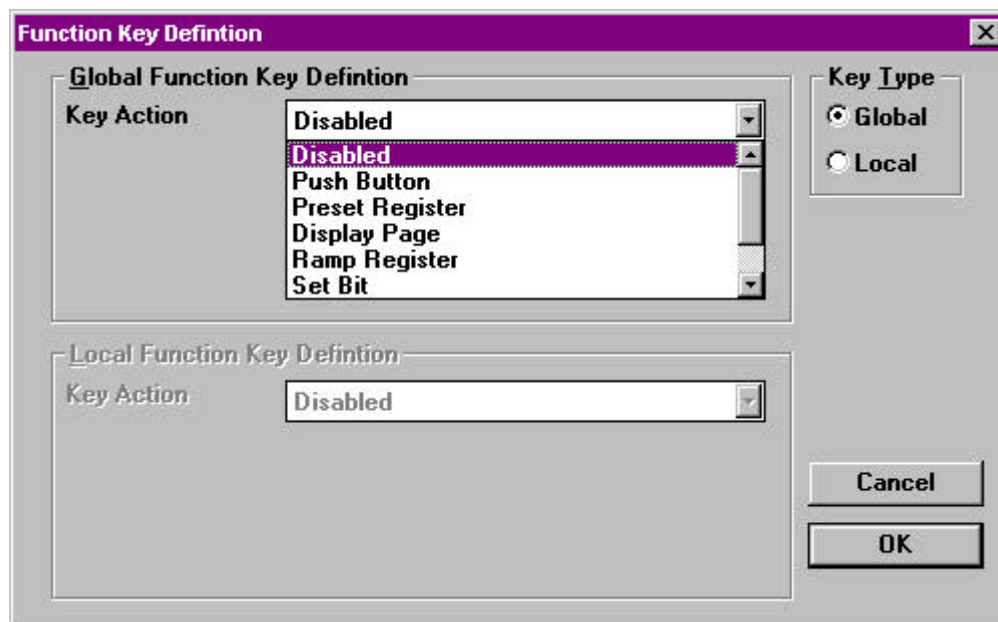 Function Key Defintion
Global Function Key Defintion
Key Action
Disabled
Disabled
Push Button
Preset Register
Display Page
Ramp Register
Set Bit
Key Type
Global
Local
Local Function Key Defintion
Key Action
Disabled
Cancel
OK